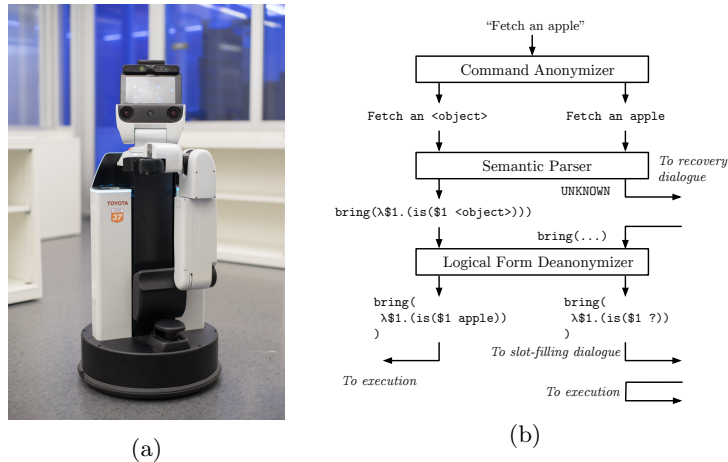 TOYOTA
37
(a)
“Fetch an apple”
Command Anonymizer
Fetch an <object>
Fetch an apple
Semantic Parser
To recovery
dialogue
UNKNOWN
bring(λ$1.(is($1 <object>)))
bring(...)
Logical Form Deanonymizer
bring(
λ$1.(is($1 apple))
)
bring(
λ$1.(is($1 ?))
)
To slot-filling dialogue
To execution
To execution
(b)